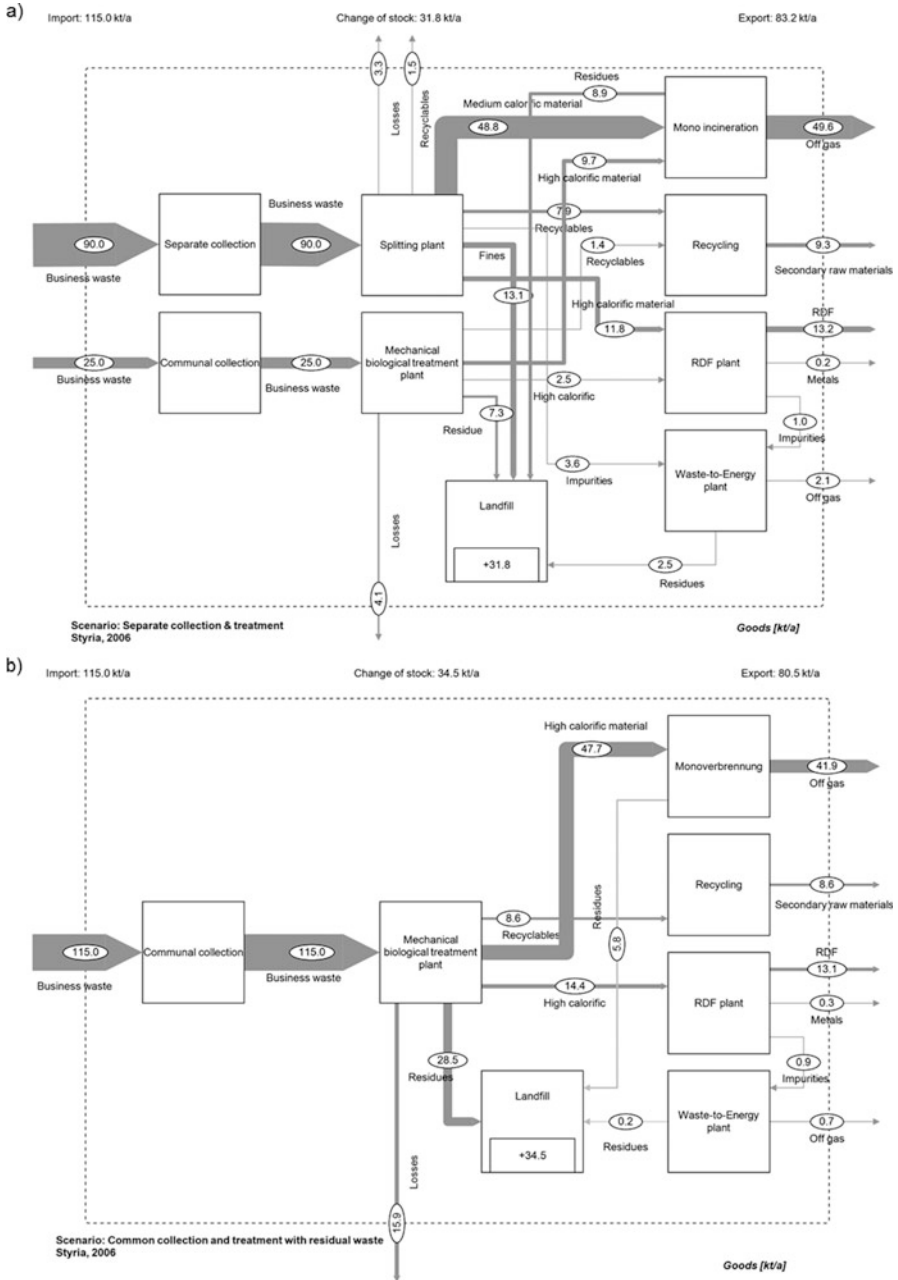 a)
Import: 115.0 kt/a
Change of stock: 31.8 kt/a
Export: 83.2 kt/a
3.3
Losses
1.5
Recyclables
Residues
8.9
Medium calorific material
48.8
Mono incineration
49.6
Off gas
9.7
High calorific material
Business waste
90.0
Business waste
Separate collection
90.0
Splitting plant
7.9
Recyclables
Fines
1.4
Recyclables
Recycling
9.3
Secondary raw materials
13.1
High calorific material
11.8
RDF
13.2
RDF plant
0.2
Metals
25.0
Business waste
Communal collection
25.0
Business waste
Mechanical
biological treatment
plant
2.5
High calorific
7.3
Residue
1.0
Impurities
3.6
Impurities
Waste-to-Energy
plant
2.1
Off gas
Landfill
+31.8
2.5
Residues
Losses
4.1
Scenario: Separate collection & treatment
Styria, 2006
Goods [kt/a]
b)
Import: 115.0 kt/a
Change of stock: 34.5 kt/a
Export: 80.5 kt/a
High calorific material
47.7
Monoverbrennung
41.9
Off gas
Residues
5.8
Recycling
8.6
Secondary raw materials
115.0
Business waste
Communal collection
115.0
Business waste
Mechanical
biological treatment
plant
8.6
Recyclables
14.4
High calorific
RDF
13.1
RDF plant
0.3
Metals
28.5
Residues
0.9
Impurities
Landfill
+34.5
0.2
Residues
Waste-to-Energy
plant
0.7
Off gas
Losses
15.9
Scenario: Common collection and treatment with residual waste
Styria, 2006
Goods [kt/a]